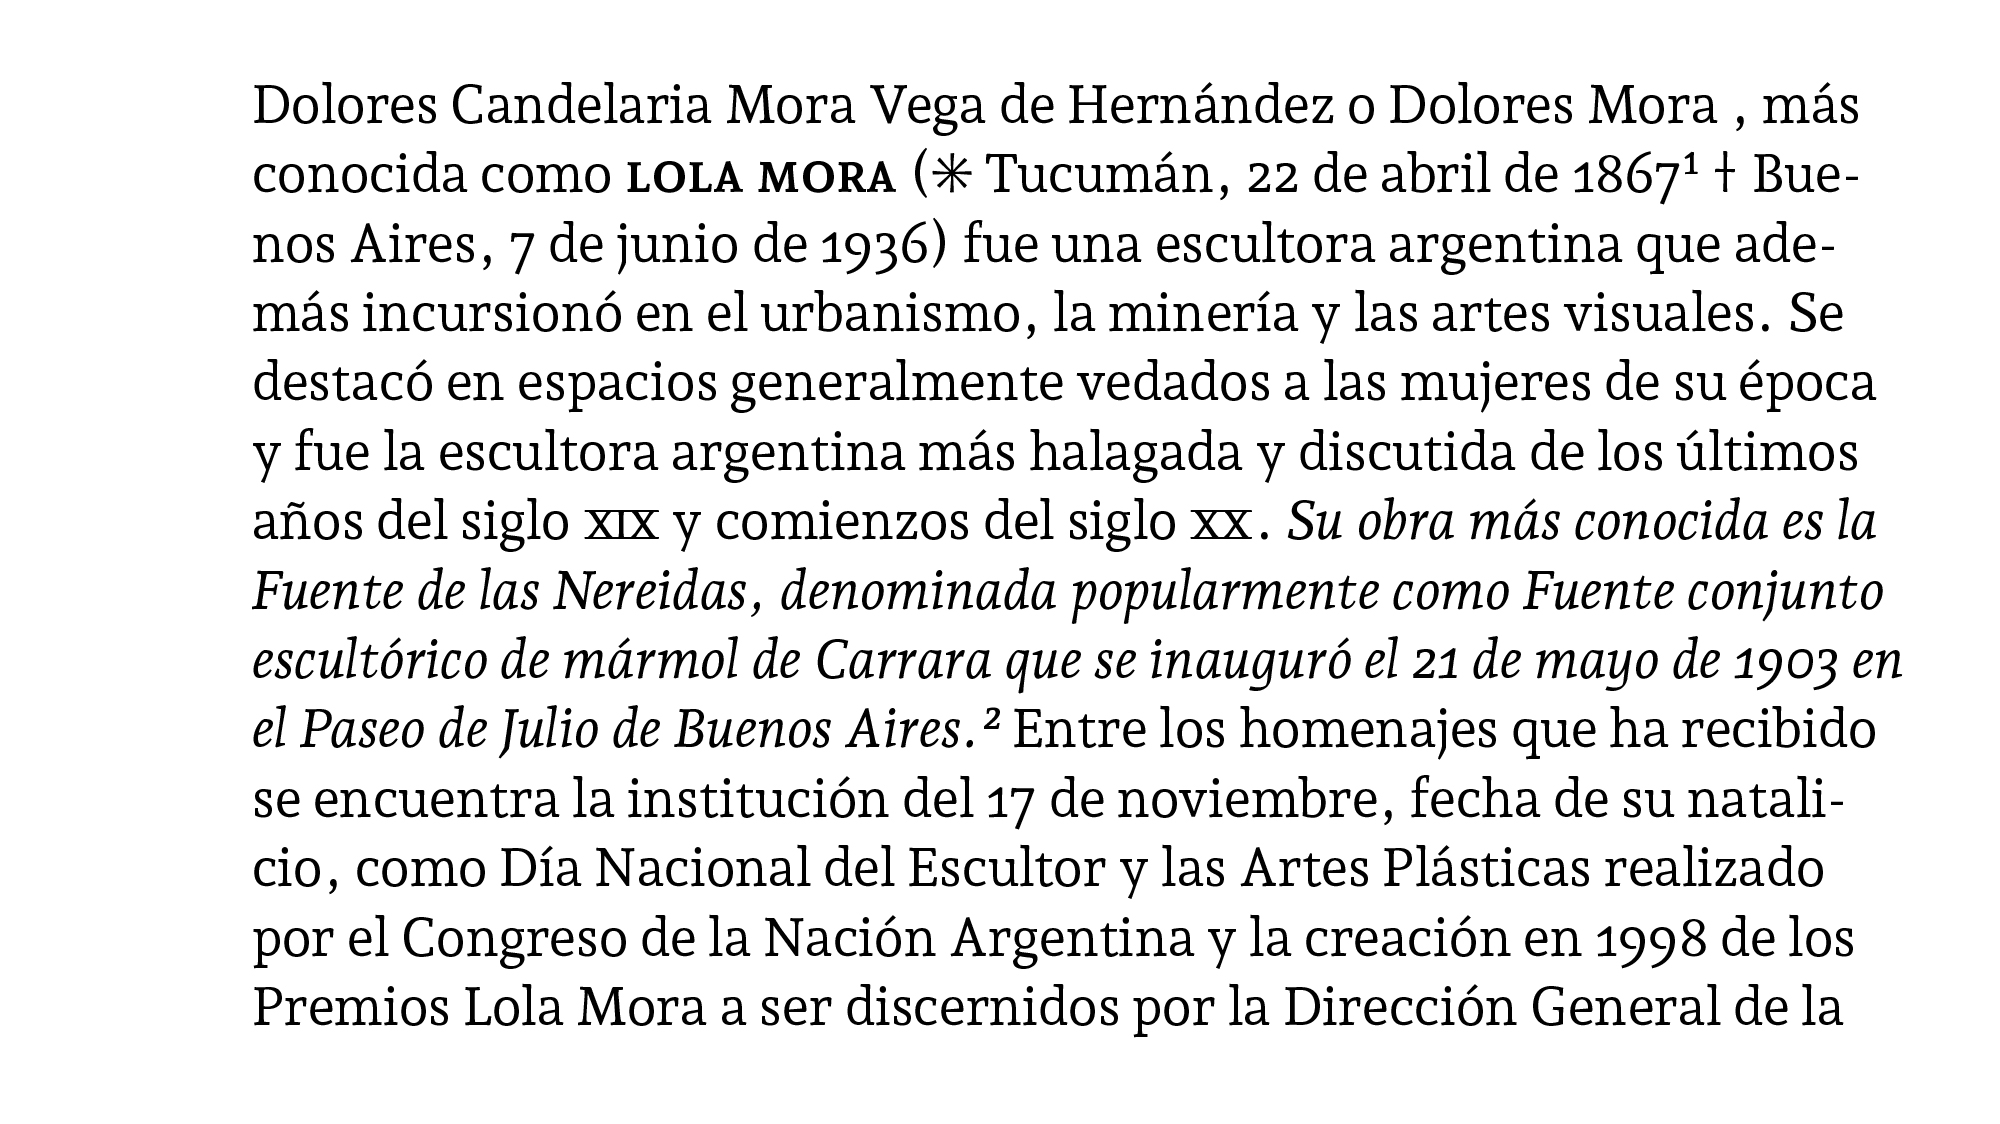 Dolores Candelaria Mora Vega de Hernández o Dolores Mora , más
conocida como LOLA MORA (✳ Tucumán, 22 de abril de 1867¹ † Bue-
nos Aires, 7 de junio de 1936) fue una escultora argentina que ade-
más incursionó en el urbanismo, la minería y las artes visuales. Se
destacó en espacios generalmente vedados a las mujeres de su época
y fue la escultora argentina más halagada y discutida de los últimos
años del siglo XIX y comienzos del siglo XX. Su obra más conocida es la
Fuente de las Nereidas, denominada popularmente como Fuente conjunto
escultórico de mármol de Carrara que se inauguró el 21 de mayo de 1903 en
el Paseo de Julio de Buenos Aires.² Entre los homenajes que ha recibido
se encuentra la institución del 17 de noviembre, fecha de su natali-
cio, como Día Nacional del Escultor y las Artes Plásticas realizado
por el Congreso de la Nación Argentina y la creación en 1998 de los
Premios Lola Mora a ser discernidos por la Dirección General de la